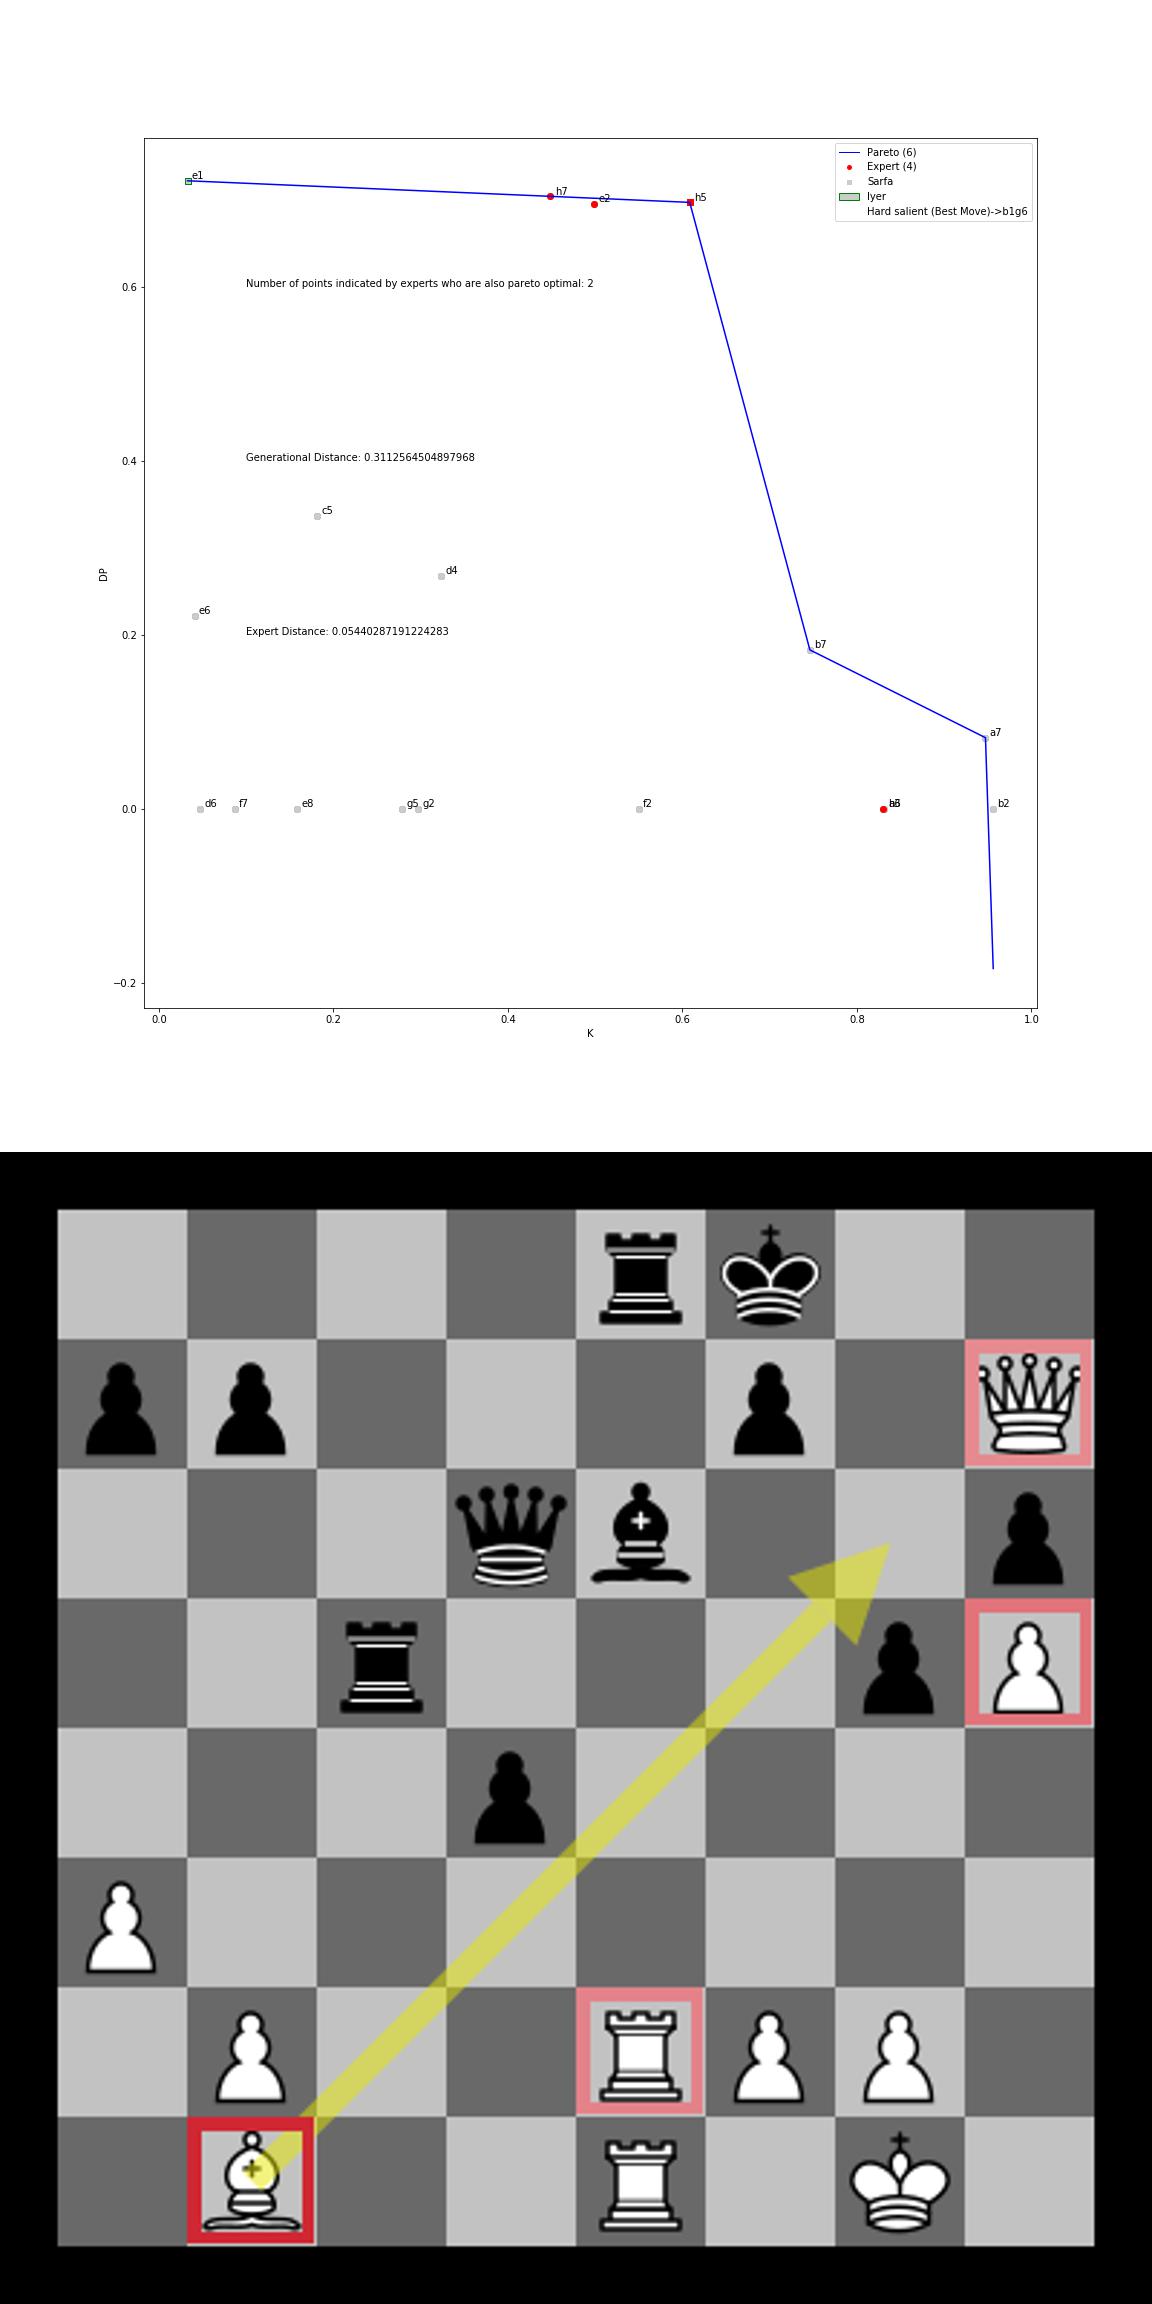 Pareto (6)
Expert (4)
Sarfa
Iyer
Hard salient (Best Move)->b1g6
e1
h7
e2
h5
Number of points indicated by experts who are also pareto optimal: 2
0.6
Generational Distance: 0.3112564504897968
0.4
c5
d4
DP
e6
Expert Distance: 0.05440287191224283
0.2
b7
a7
d6
f7
e8
g5
g2
f2
b2
0.0
−0.2
0.0
0.2
0.4
0.6
0.8
1.0
K